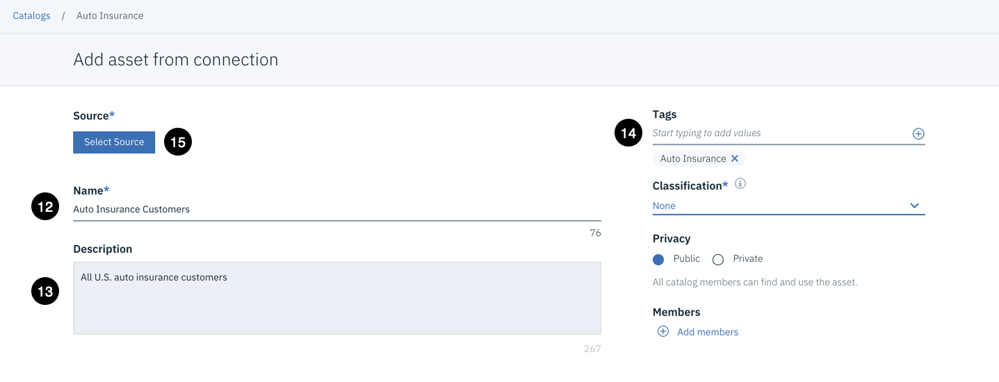 Catalogs / Auto Insurance
Add asset from connection
Source*
Select Source
15
Name*
12
Auto Insurance Customers
76
Description
13
All U.S. auto insurance customers
267
Tags
14
Start typing to add values
Auto Insurance
Classification*
None
Privacy
Public Private
All catalog members can find and use the asset.
Members
Add members